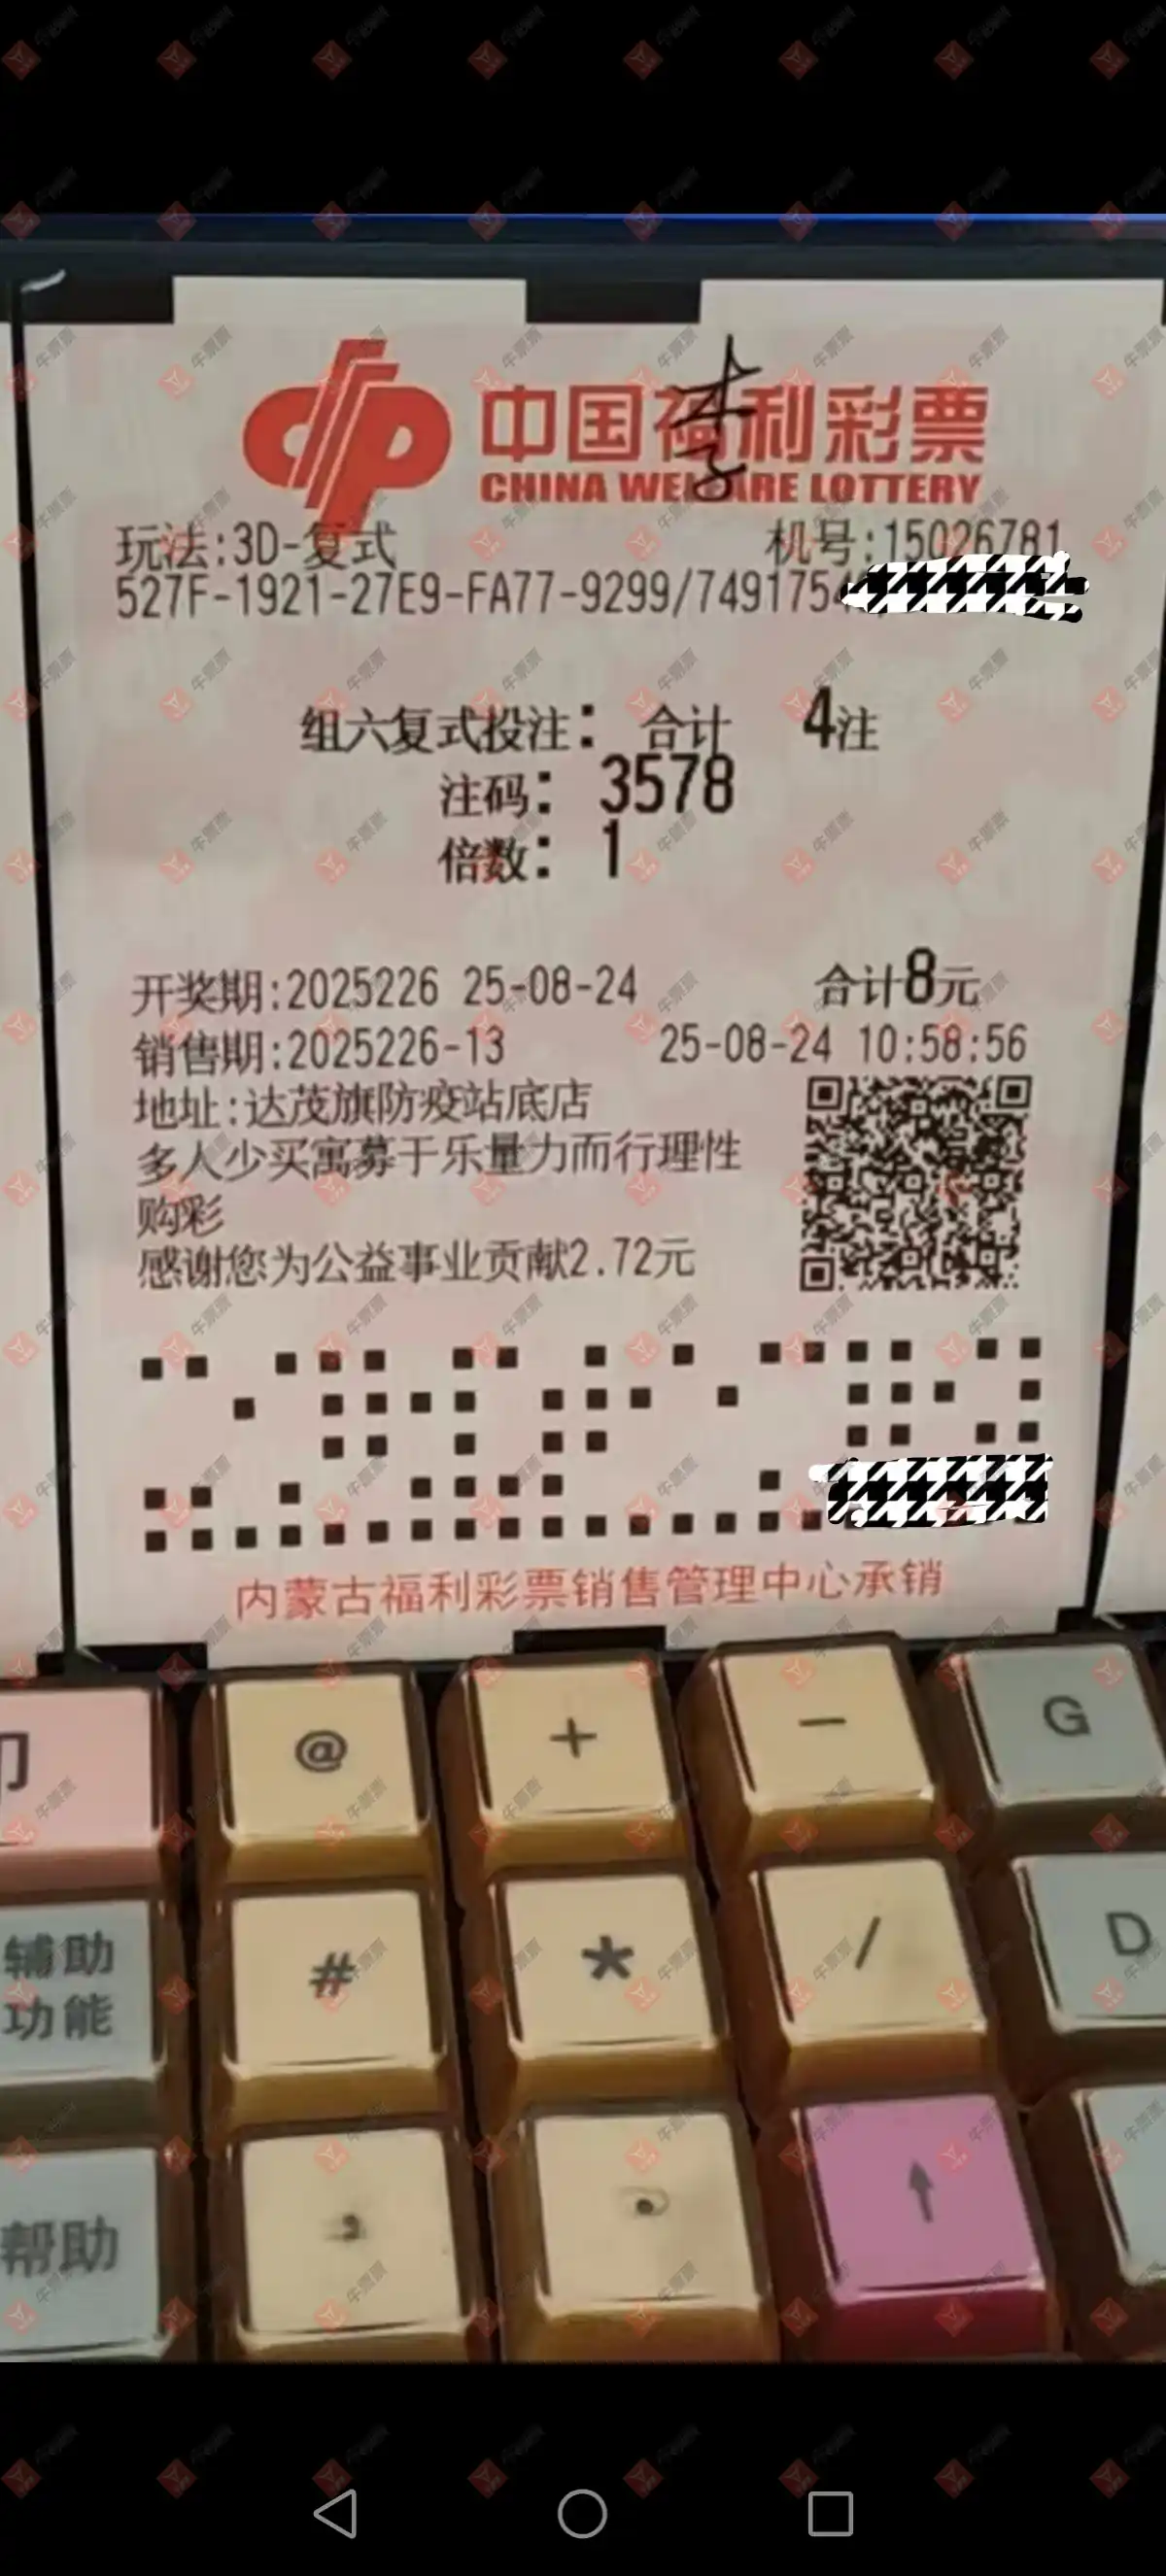 中国福利彩票
CHINA WELFARE LOTTERY
李
玩法:3D-复式 机号:15026781
527F-1921-27E9-FA77-9299/7491754
组六复式投注: 合计 4注
注码: 3578
倍数: 1
开奖期:2025226 25-08-24 合计8元
销售期:2025226-13 25-08-24 10:58:56
地址:达茂旗防疫站底店
多人少买寓募于乐量力而行理性
购彩
感谢您为公益事业贡献2.72元
内蒙古福利彩票销售管理中心承销
@ + - G
辅助
功能
# * / D
帮助 , . ↑
牛票票